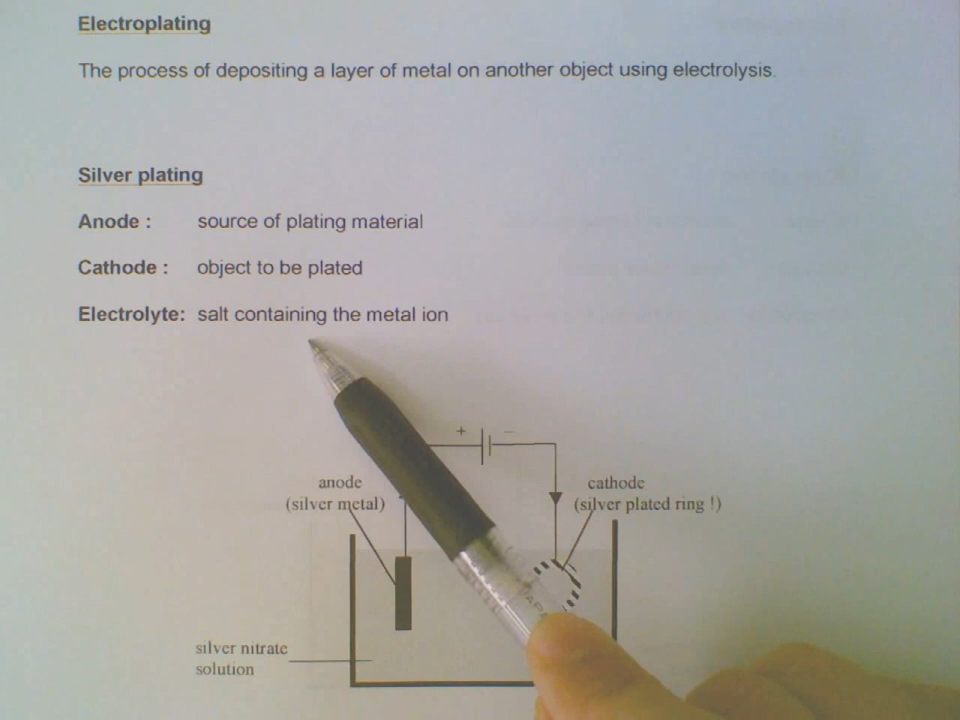 Electroplating
The process of depositing a layer of metal on another object using electrolysis.
Silver plating
Anode : source of plating material
Cathode : object to be plated
Electrolyte: salt containing the metal ion
+ −
anode
(silver metal)
cathode
(silver plated ring !)
silver nitrate
solution